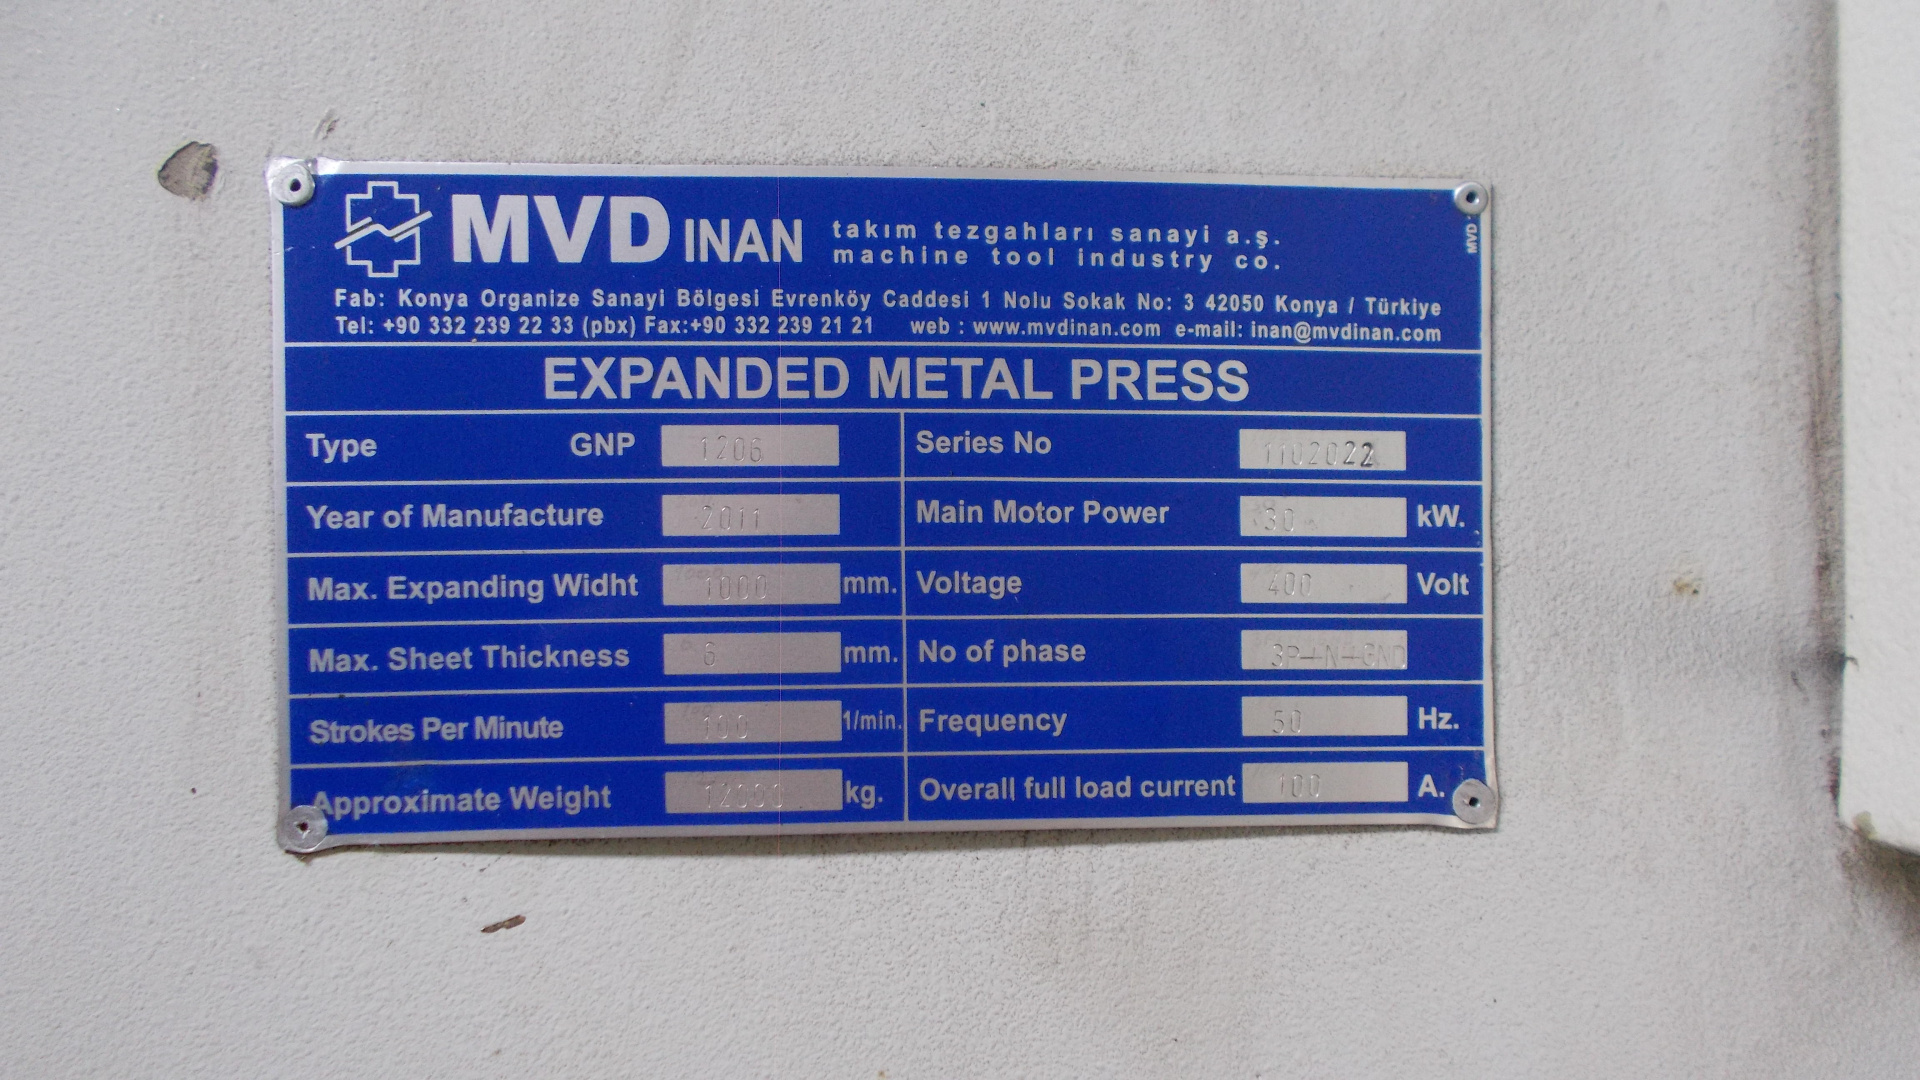 MVD INAN takım tezgahları sanayi a.ş.
machine tool industry co.
MVD
Fab: Konya Organize Sanayi Bölgesi Evrenköy Caddesi 1 Nolu Sokak No: 3 42050 Konya / Türkiye
Tel: +90 332 239 22 33 (pbx) Fax:+90 332 239 21 21 web : www.mvdinan.com e-mail: inan@mvdinan.com
EXPANDED METAL PRESS
Type GNP 1206 Series No 1102022
Year of Manufacture 2011 Main Motor Power 30 kW.
Max. Expanding Widht 1000 mm. Voltage 400 Volt
Max. Sheet Thickness 6 mm. No of phase 3P-N-GND
Strokes Per Minute 100 1/min. Frequency 50 Hz.
Approximate Weight 12000 kg. Overall full load current 100 A.